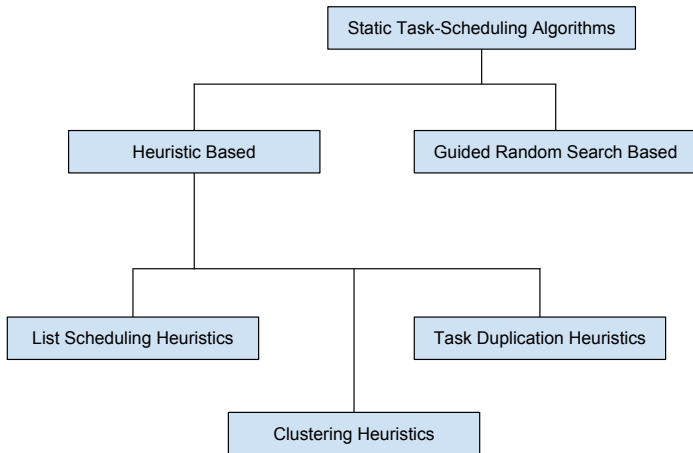 Static Task-Scheduling Algorithms
Heuristic Based
Guided Random Search Based
List Scheduling Heuristics
Task Duplication Heuristics
Clustering Heuristics